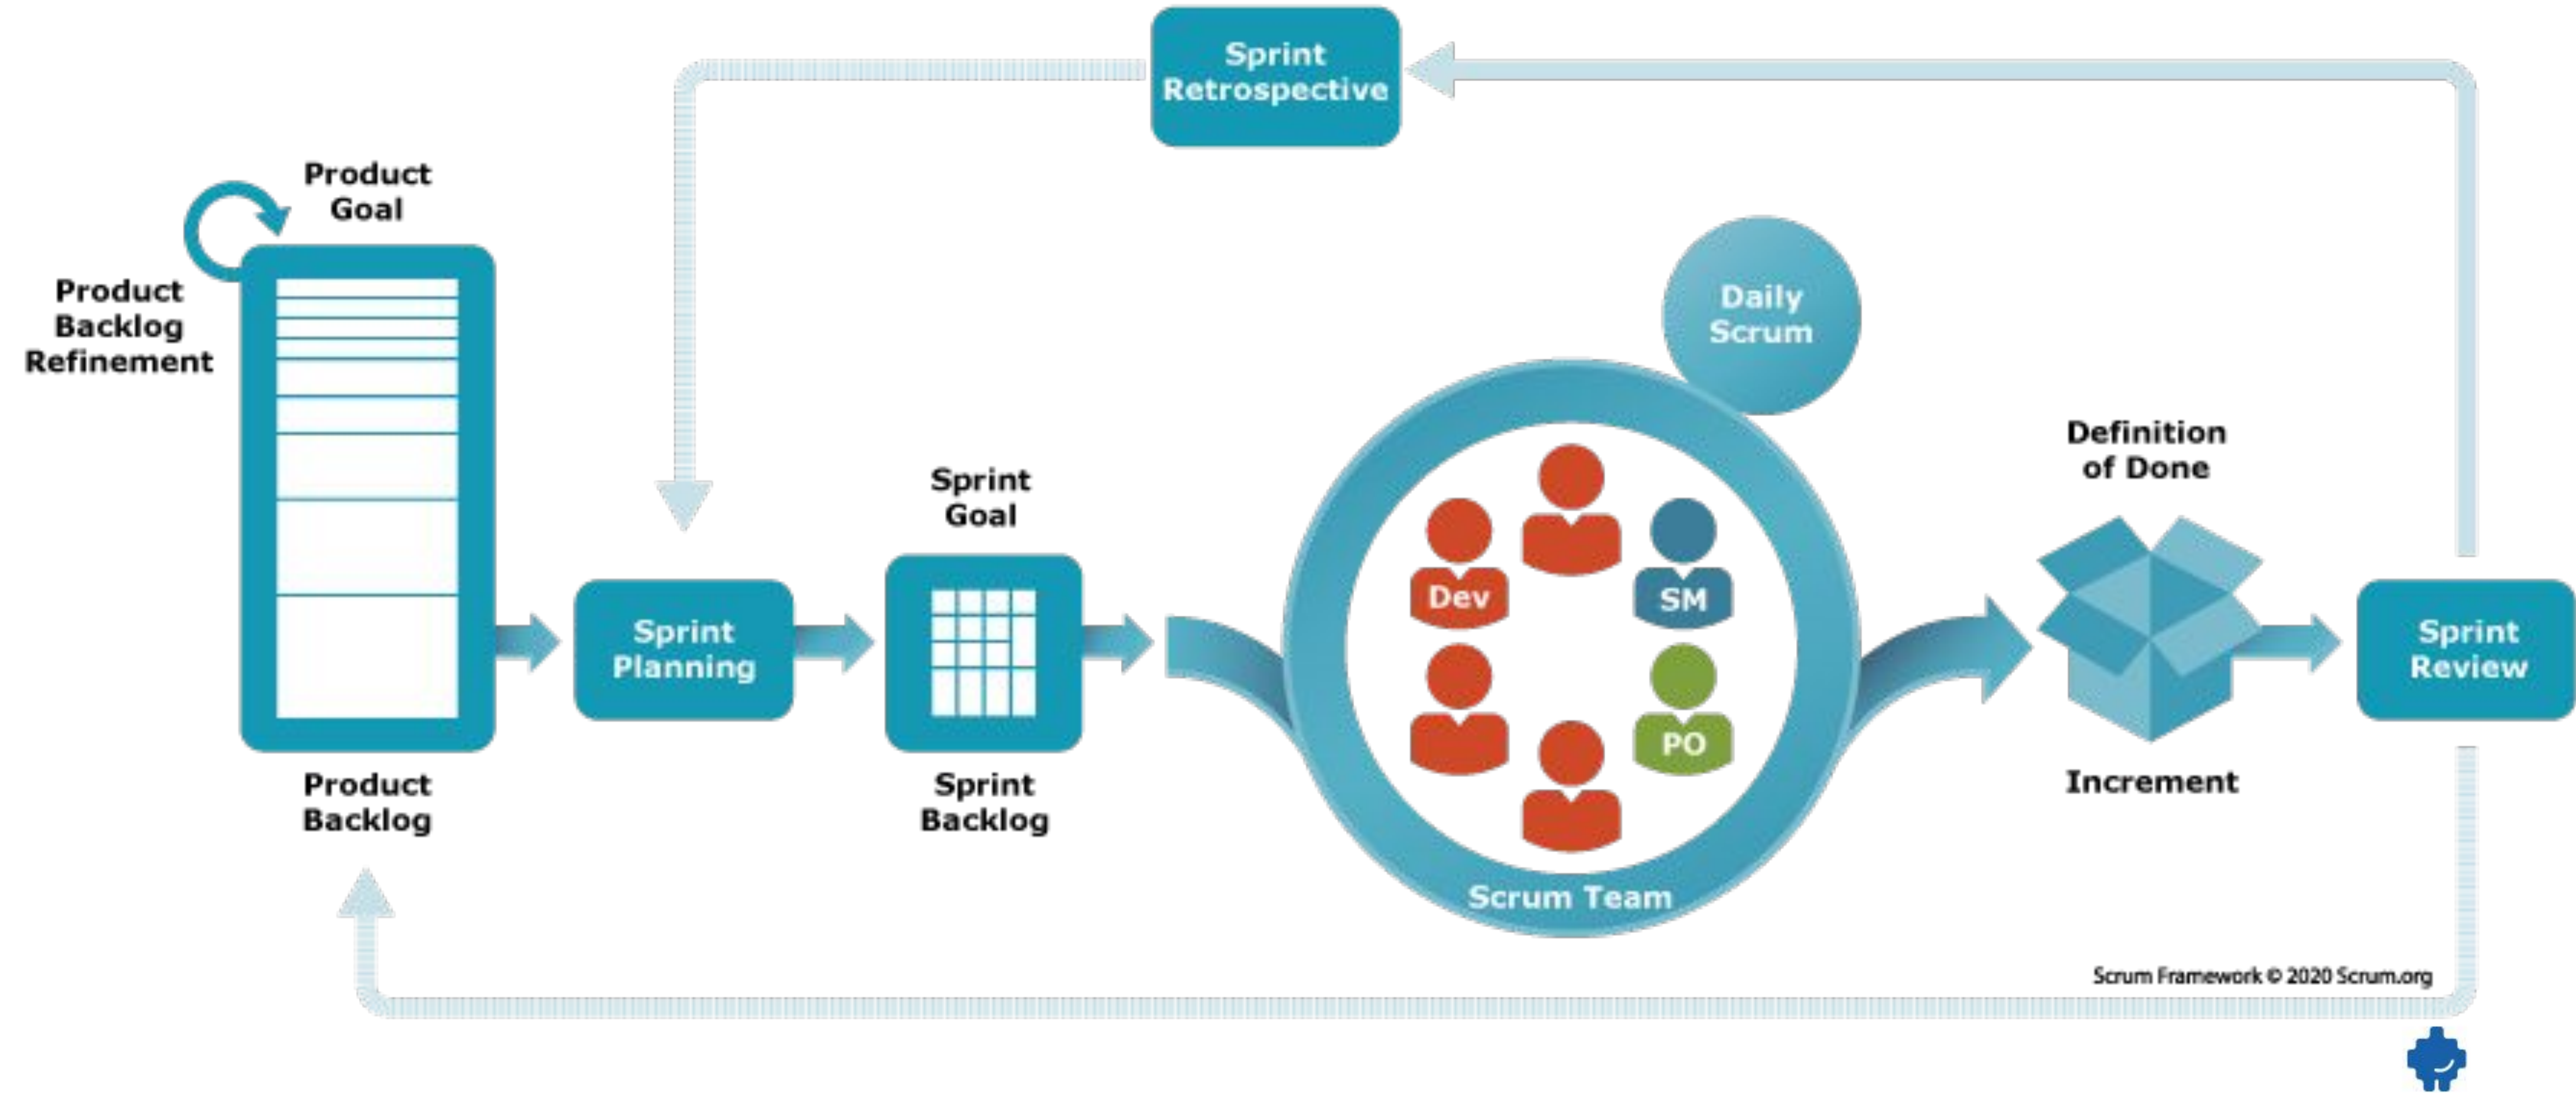 Sprint
Retrospective
Product
Goal
Product
Backlog
Refinement
Daily
Scrum
Definition
of Done
Sprint
Goal
Dev
SM
Sprint
Planning
Sprint
Review
PO
Product
Backlog
Sprint
Backlog
Increment
Scrum Team
Scrum Framework © 2020 Scrum.org